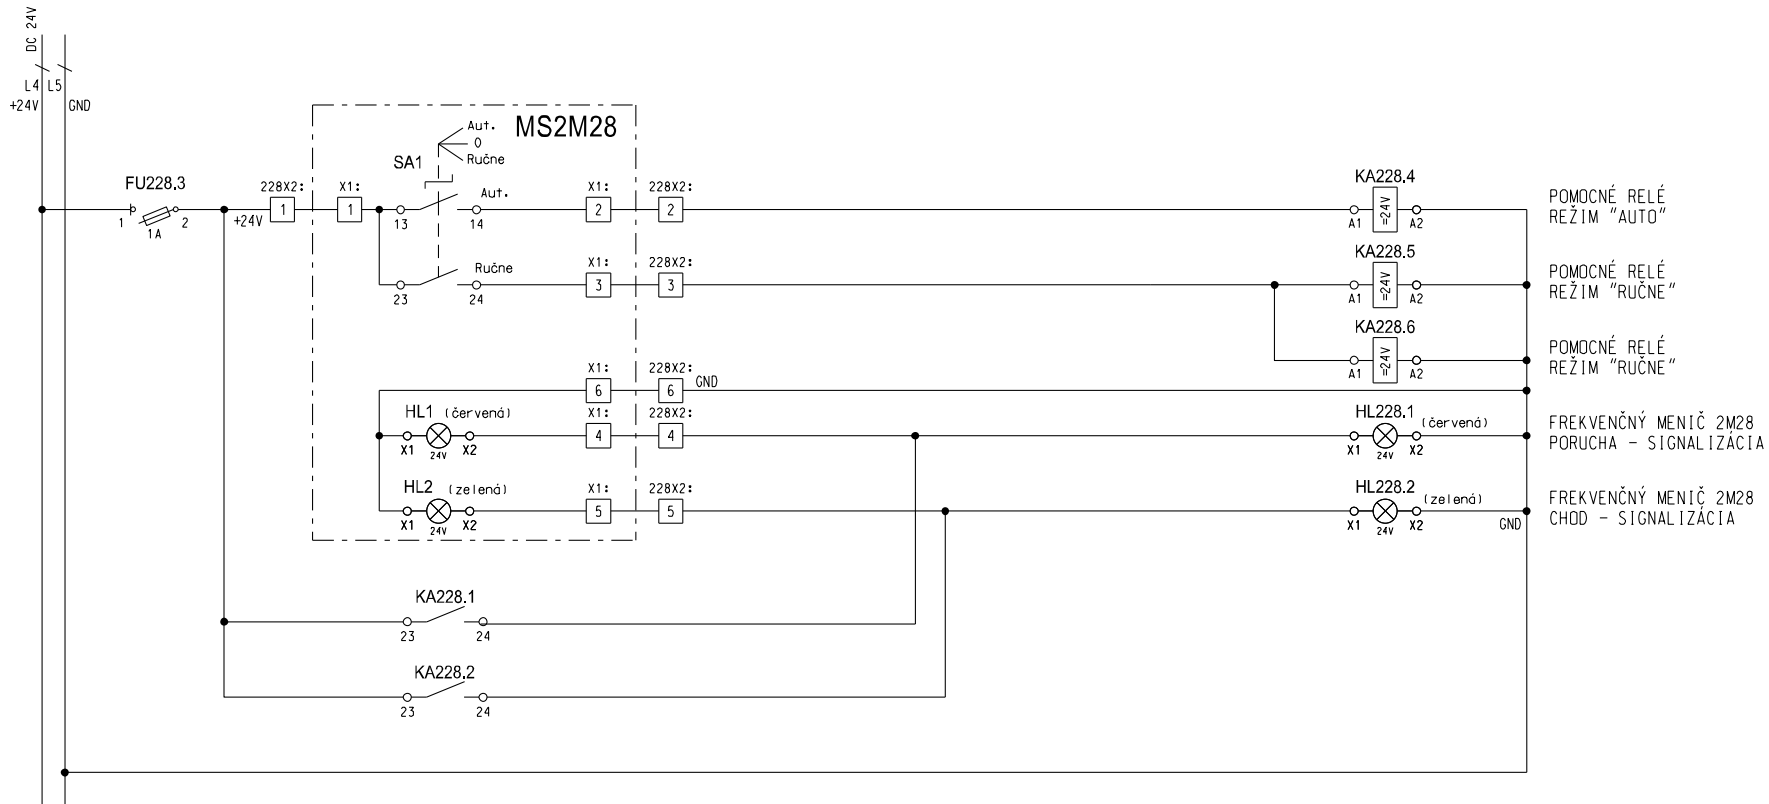 DC 24V
L4 L5
+24V GND
MS2M28
Aut.
0
Ručne
SA1
FU228.3
1 2
1A
+24V
228X2:
1
X1:
1
13 14
Aut.
X1:
2
228X2:
2
KA228.4
A1 =24V A2
POMOCNÉ RELÉ
REŽIM "AUTO"
23 24
Ručne
X1:
3
228X2:
3
KA228.5
A1 =24V A2
POMOCNÉ RELÉ
REŽIM "RUČNE"
KA228.6
A1 =24V A2
POMOCNÉ RELÉ
REŽIM "RUČNE"
X1:
6
228X2:
6
GND
HL1 (červená)
X1 24V X2
X1:
4
228X2:
4
HL228.1
(červená)
X1 24V X2
FREKVENČNÝ MENIČ 2M28
PORUCHA - SIGNALIZÁCIA
HL2 (zelená)
X1 24V X2
X1:
5
228X2:
5
HL228.2
(zelená)
X1 24V X2
GND
FREKVENČNÝ MENIČ 2M28
CHOD - SIGNALIZÁCIA
KA228.1
23 24
KA228.2
23 24